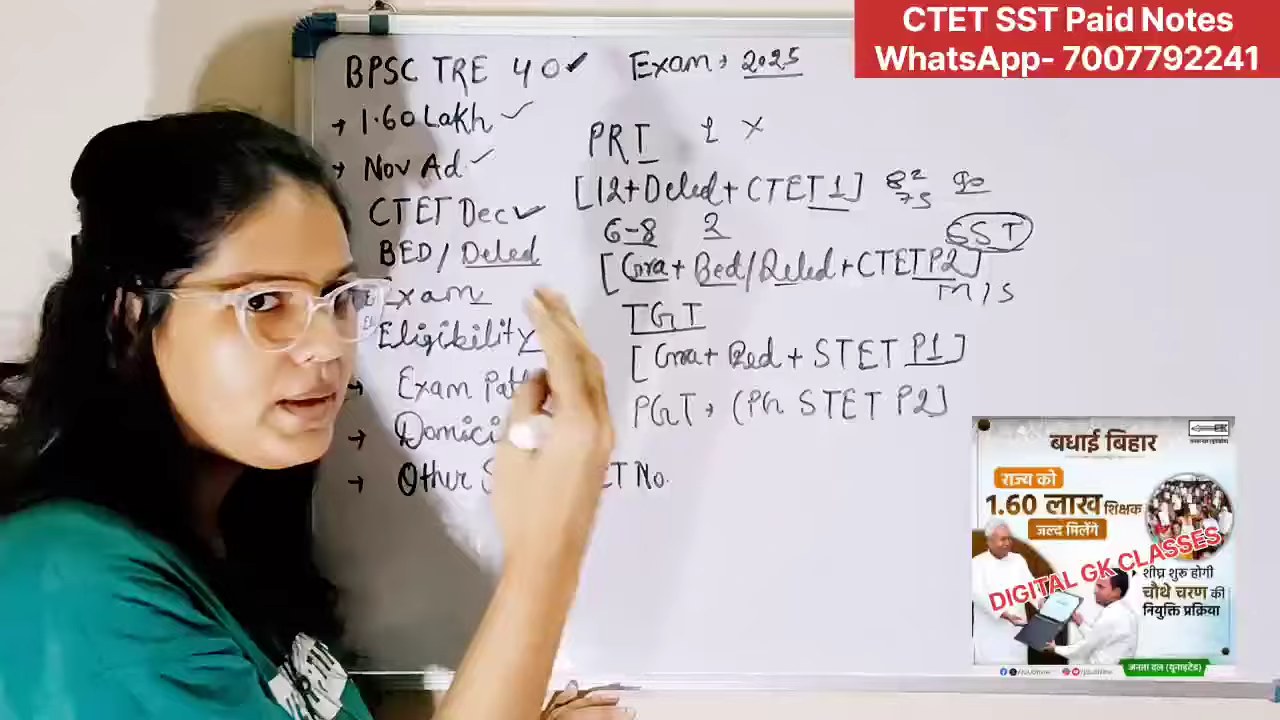 CTET SST Paid Notes
WhatsApp- 7007792241
BPSC TRE 4.0 ✓ Exam → 2025
→ 1.60 Lakh ✓
→ Nov Ad. ✓
CTET Dec ✓
BED / Deled
Exam
Eligibility
→ Exam Patt
→ Domici
→ Other S ET No.
PRT 1 ×
[12+Deled + CTET 1] 82 90
75
6-8 2 SST
[Gra + Bed/Deled + CTET P2]
m/s
TGT
[Gra + Bed + STET P1]
PGT → (PG STET P2]
बधाई बिहार
राज्य को
1.60 लाख शिक्षक
जल्द मिलेंगे
DIGITAL GK CLASSES
शीघ्र शुरू होगी
चौथे चरण की
नियुक्ति प्रक्रिया
जनता दल (यूनाइटेड)